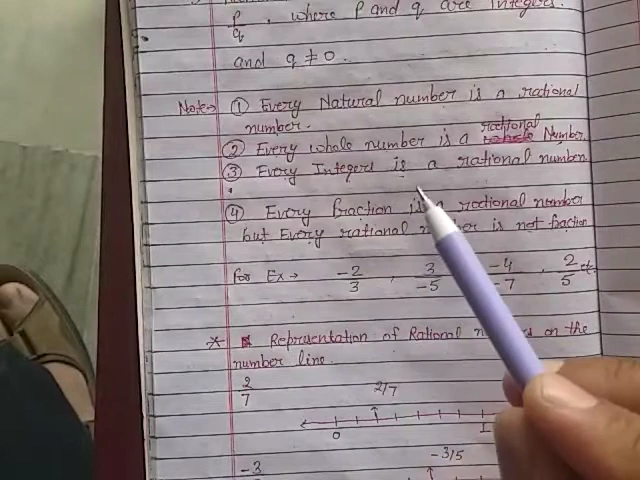 P/q , where P and q are Integers.
and q ≠ 0.
Note→ ① Every Natural number is a rational
number.
② Every whole number is a rational Number.
③ Every Integers is a rational number.
④ Every fraction is a rational number
but Every rational is not fraction
For Ex → -2/3 , 3/-5 -4/-7 , 2/5 etc.
* Representation of Rational on the
number line.
2/7 2/7
0 1
-3 -3/5